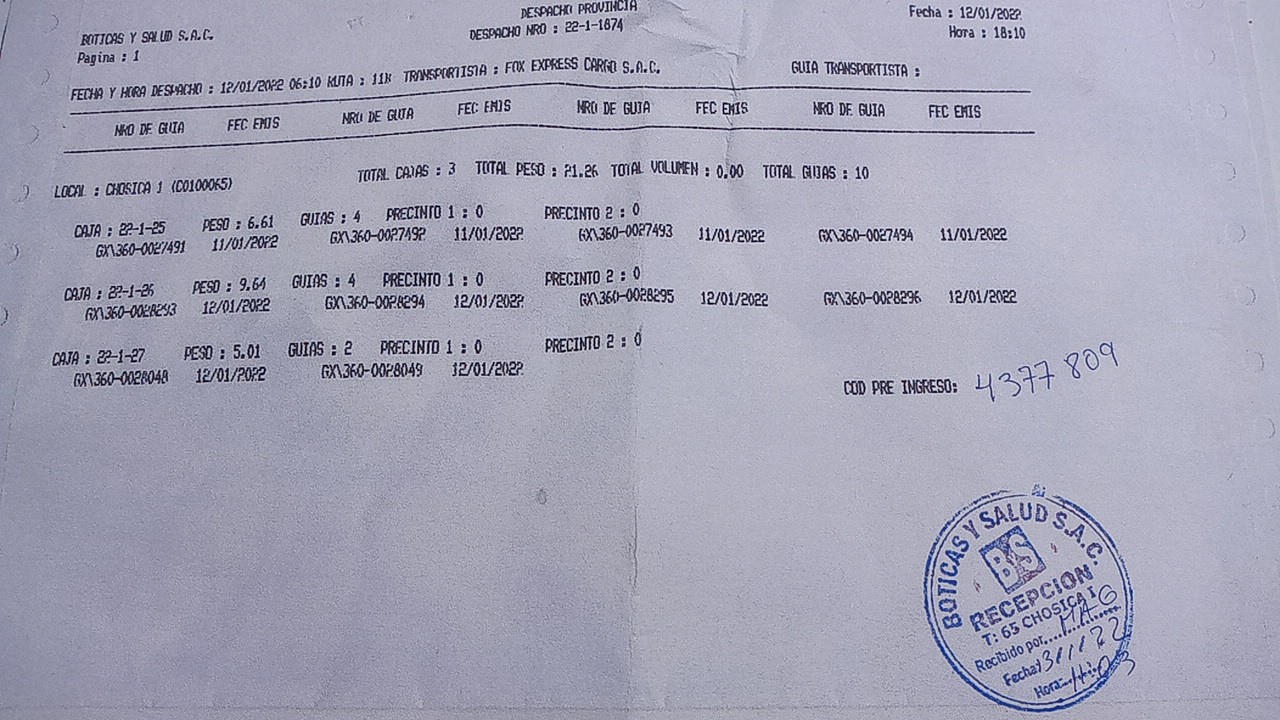 BOTICAS Y SALUD S.A.C.
DESPACHO PROVINCIA
Fecha : 12/01/2022
Pagina : 1
DESPACHO NRO : 22-1-1674
Hora : 18:10
FECHA Y HORA DESPACHO : 12/01/2022 06:10 RUTA : 11K TRANSPORTISTA : FOX EXPRESS CARGO S.A.C. GUIA TRANSPORTISTA :
NRO DE GUIA FEC EMIS NRO DE GUIA FEC EMIS NRO DE GUIA FEC EMIS NRO DE GUIA FEC EMIS
LOCAL : CHOSICA 1 (C0100065) TOTAL CAJAS : 3 TOTAL PESO : 21.26 TOTAL VOLUMEN : 0.00 TOTAL GUIAS : 10
CAJA : 22-1-25 PESO : 6.61 GUIAS : 4 PRECINTO 1 : 0 PRECINTO 2 : 0
GX\360-0027491 11/01/2022 GX\360-0027492 11/01/2022 GX\360-0027493 11/01/2022 GX\360-0027494 11/01/2022
CAJA : 22-1-26 PESO : 9.64 GUIAS : 4 PRECINTO 1 : 0 PRECINTO 2 : 0
GX\360-0028293 12/01/2022 GX\360-0028294 12/01/2022 GX\360-0028295 12/01/2022 GX\360-0028296 12/01/2022
CAJA : 22-1-27 PESO : 5.01 GUIAS : 2 PRECINTO 1 : 0 PRECINTO 2 : 0
GX\360-0028048 12/01/2022 GX\360-0028049 12/01/2022
COD PRE INGRESO: 4377809
BOTICAS Y SALUD S.A.C.
BS
RECEPCION
T: 65 CHOSICA I
Recibido por
Fecha
Hora